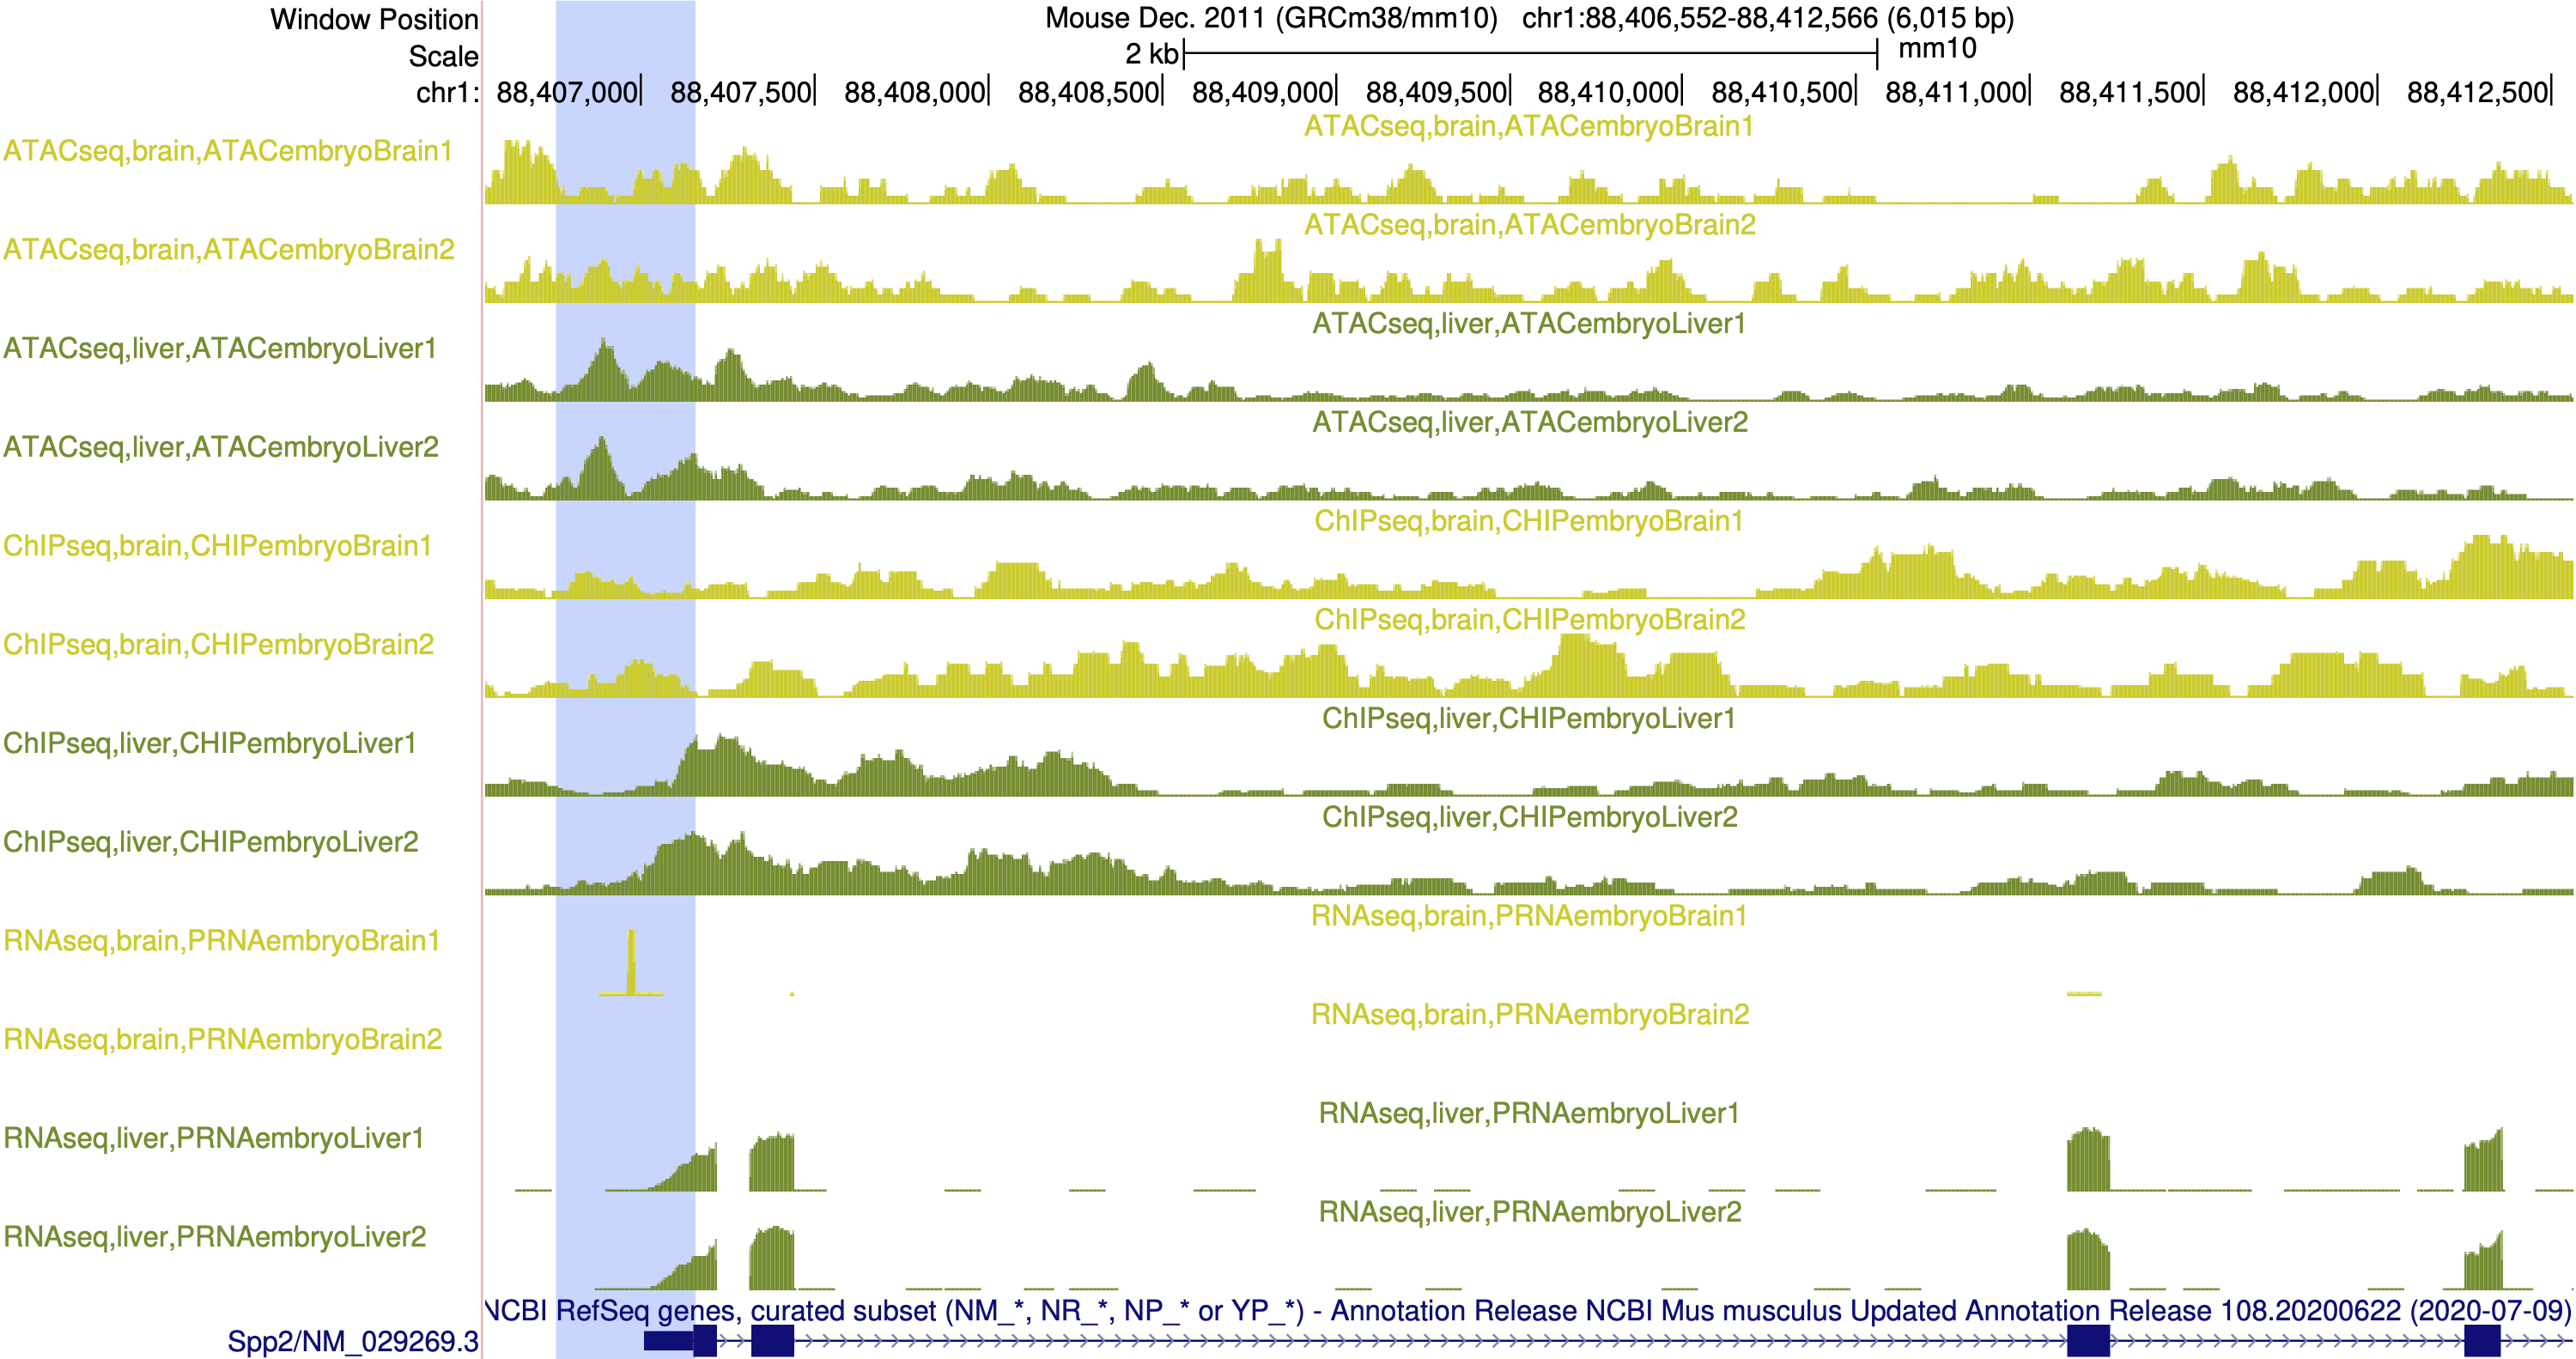 Window Position Mouse Dec. 2011 (GRCm38/mm10) chr1:88,406,552-88,412,566 (6,015 bp)
Scale 2 kb mm10
chr1: 88,407,000 88,407,500 88,408,000 88,408,500 88,409,000 88,409,500 88,410,000 88,410,500 88,411,000 88,411,500 88,412,000 88,412,500
ATACseq,brain,ATACembryoBrain1
ATACseq,brain,ATACembryoBrain1
ATACseq,brain,ATACembryoBrain2
ATACseq,brain,ATACembryoBrain2
ATACseq,liver,ATACembryoLiver1
ATACseq,liver,ATACembryoLiver1
ATACseq,liver,ATACembryoLiver2
ATACseq,liver,ATACembryoLiver2
ChIPseq,brain,CHIPembryoBrain1
ChIPseq,brain,CHIPembryoBrain1
ChIPseq,brain,CHIPembryoBrain2
ChIPseq,brain,CHIPembryoBrain2
ChIPseq,liver,CHIPembryoLiver1
ChIPseq,liver,CHIPembryoLiver1
ChIPseq,liver,CHIPembryoLiver2
ChIPseq,liver,CHIPembryoLiver2
RNAseq,brain,PRNAembryoBrain1
RNAseq,brain,PRNAembryoBrain1
RNAseq,brain,PRNAembryoBrain2
RNAseq,brain,PRNAembryoBrain2
RNAseq,liver,PRNAembryoLiver1
RNAseq,liver,PRNAembryoLiver1
RNAseq,liver,PRNAembryoLiver2
RNAseq,liver,PRNAembryoLiver2
NCBI RefSeq genes, curated subset (NM_*, NR_*, NP_* or YP_*) - Annotation Release NCBI Mus musculus Updated Annotation Release 108.20200622 (2020-07-09)
Spp2/NM_029269.3